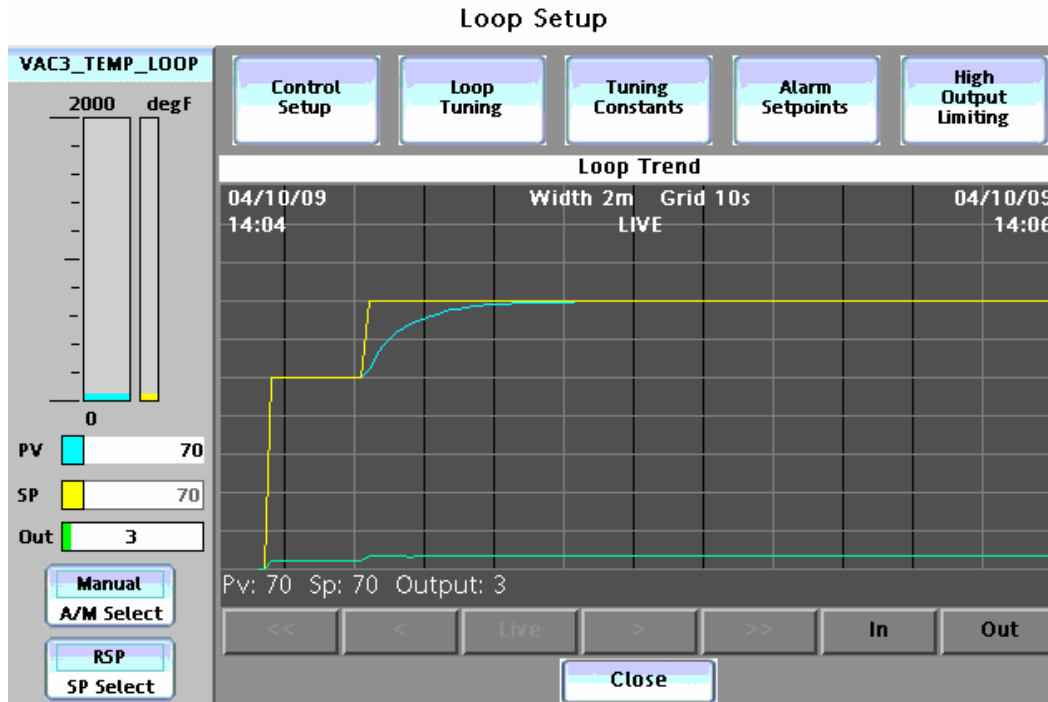 Loop Setup
VAC3_TEMP_LOOP
2000 degF
0
PV 70
SP 70
Out 3
Manual
A/M Select
RSP
SP Select
Control
Setup
Loop
Tuning
Tuning
Constants
Alarm
Setpoints
High
Output
Limiting
Loop Trend
04/10/09 Width 2m Grid 10s 04/10/09
14:04 LIVE 14:06
Pv: 70 Sp: 70 Output: 3
<< < Live > >> In Out
Close